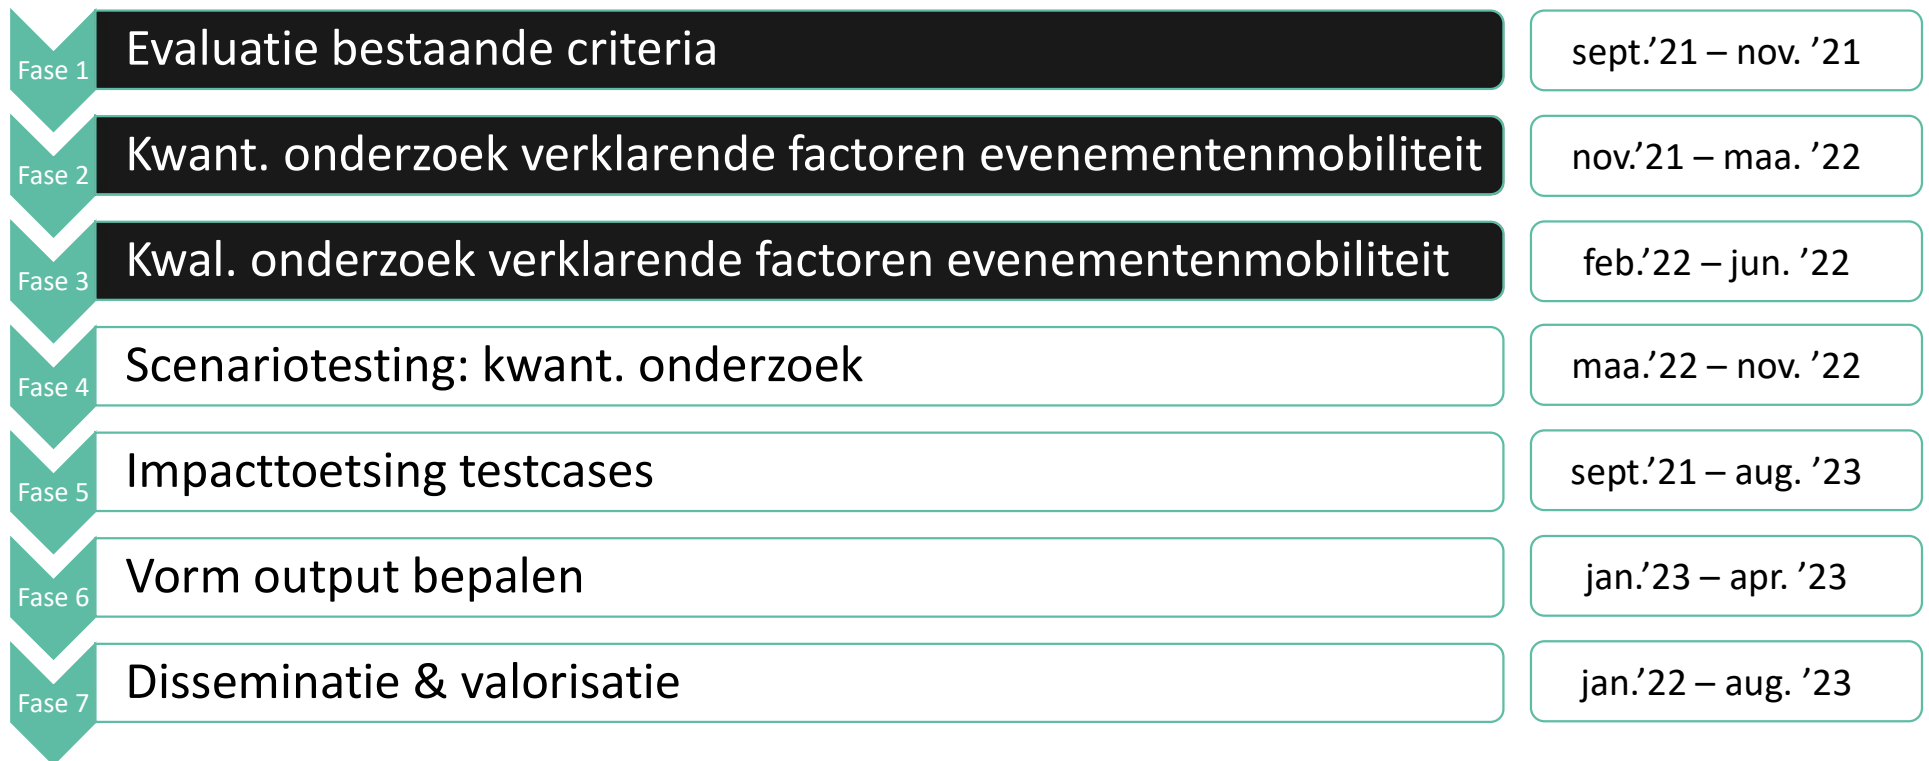 Fase 1
Evaluatie bestaande criteria
sept.’21 – nov. ’21
Fase 2
Kwant. onderzoek verklarende factoren evenementenmobiliteit
nov.’21 – maa. ’22
Fase 3
Kwal. onderzoek verklarende factoren evenementenmobiliteit
feb.’22 – jun. ’22
Fase 4
Scenariotesting: kwant. onderzoek
maa.’22 – nov. ’22
Fase 5
Impacttoetsing testcases
sept.’21 – aug. ’23
Fase 6
Vorm output bepalen
jan.’23 – apr. ’23
Fase 7
Disseminatie & valorisatie
jan.’22 – aug. ’23